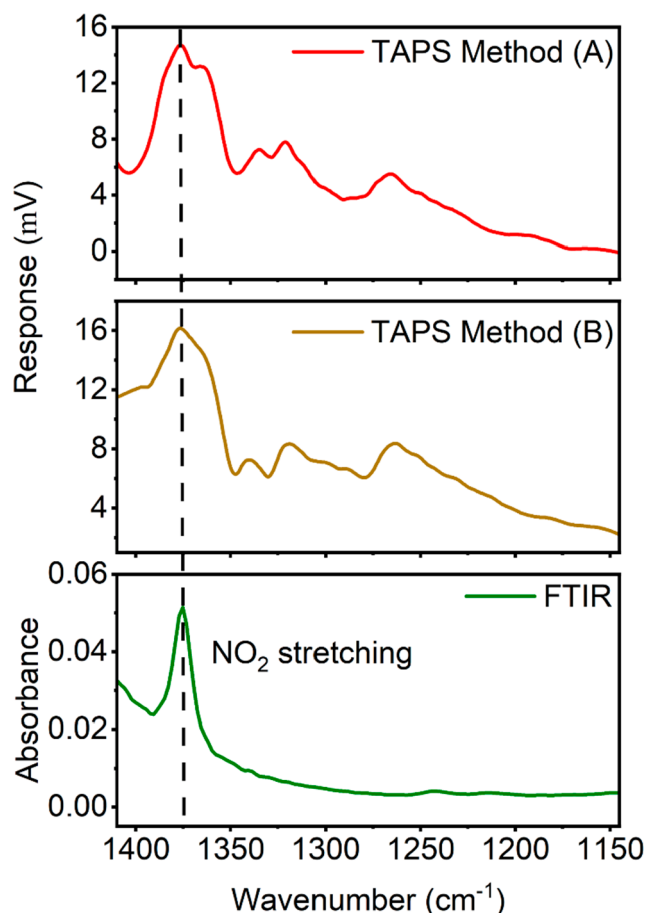 16
12
8
4
0
TAPS Method (A)
Response (mV)
16
12
8
4
TAPS Method (B)
0.06
0.04
0.02
0.00
Absorbance
FTIR
NO₂ stretching
1400 1350 1300 1250 1200 1150
Wavenumber (cm⁻¹)